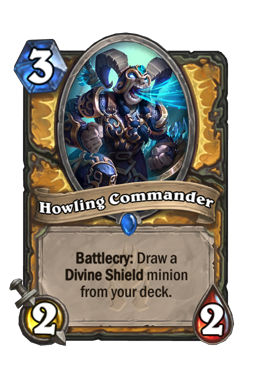 3
Howling Commander
Battlecry: Draw a
Divine Shield minion
from your deck.
2 2